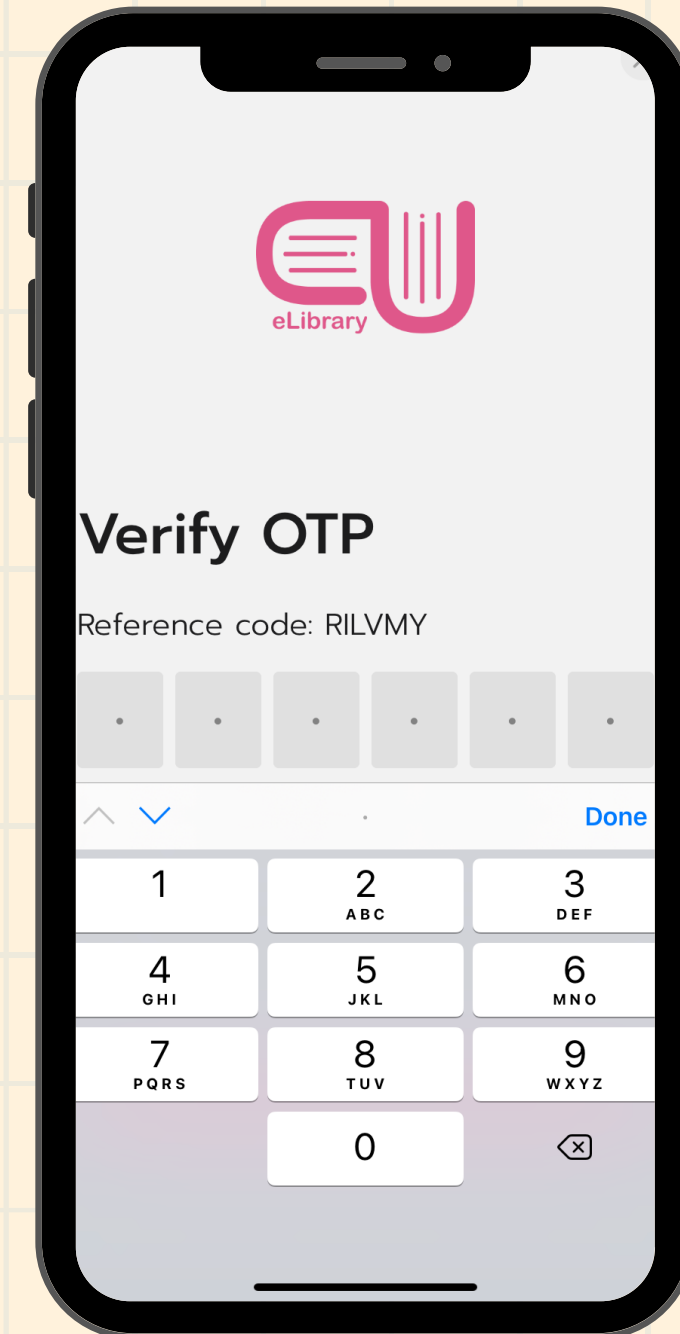 eLibrary
Verify OTP
Reference code: RILVMY
Done
1 2 3
ABC DEF
4 5 6
GHI JKL MNO
7 8 9
PQRS TUV WXYZ
0